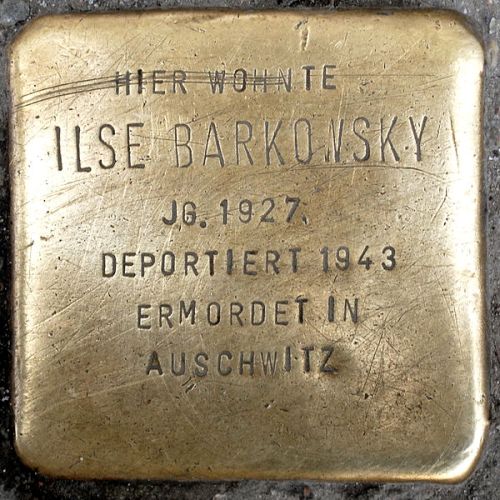 HIER WOHNTE
ILSE BARKOWSKY
JG. 1927
DEPORTIERT 1943
ERMORDET IN
AUSCHWITZ